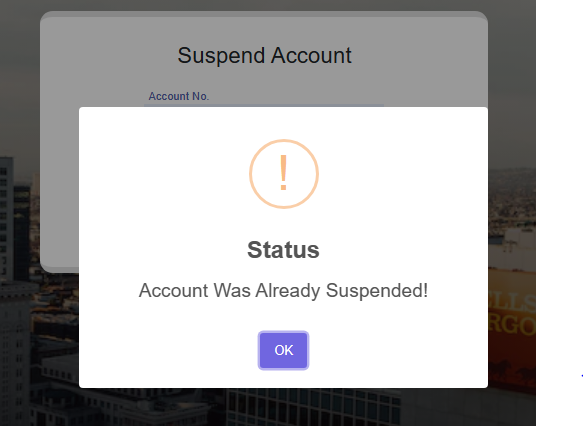 Suspend Account
Account No.
!
Status
Account Was Already Suspended!
OK